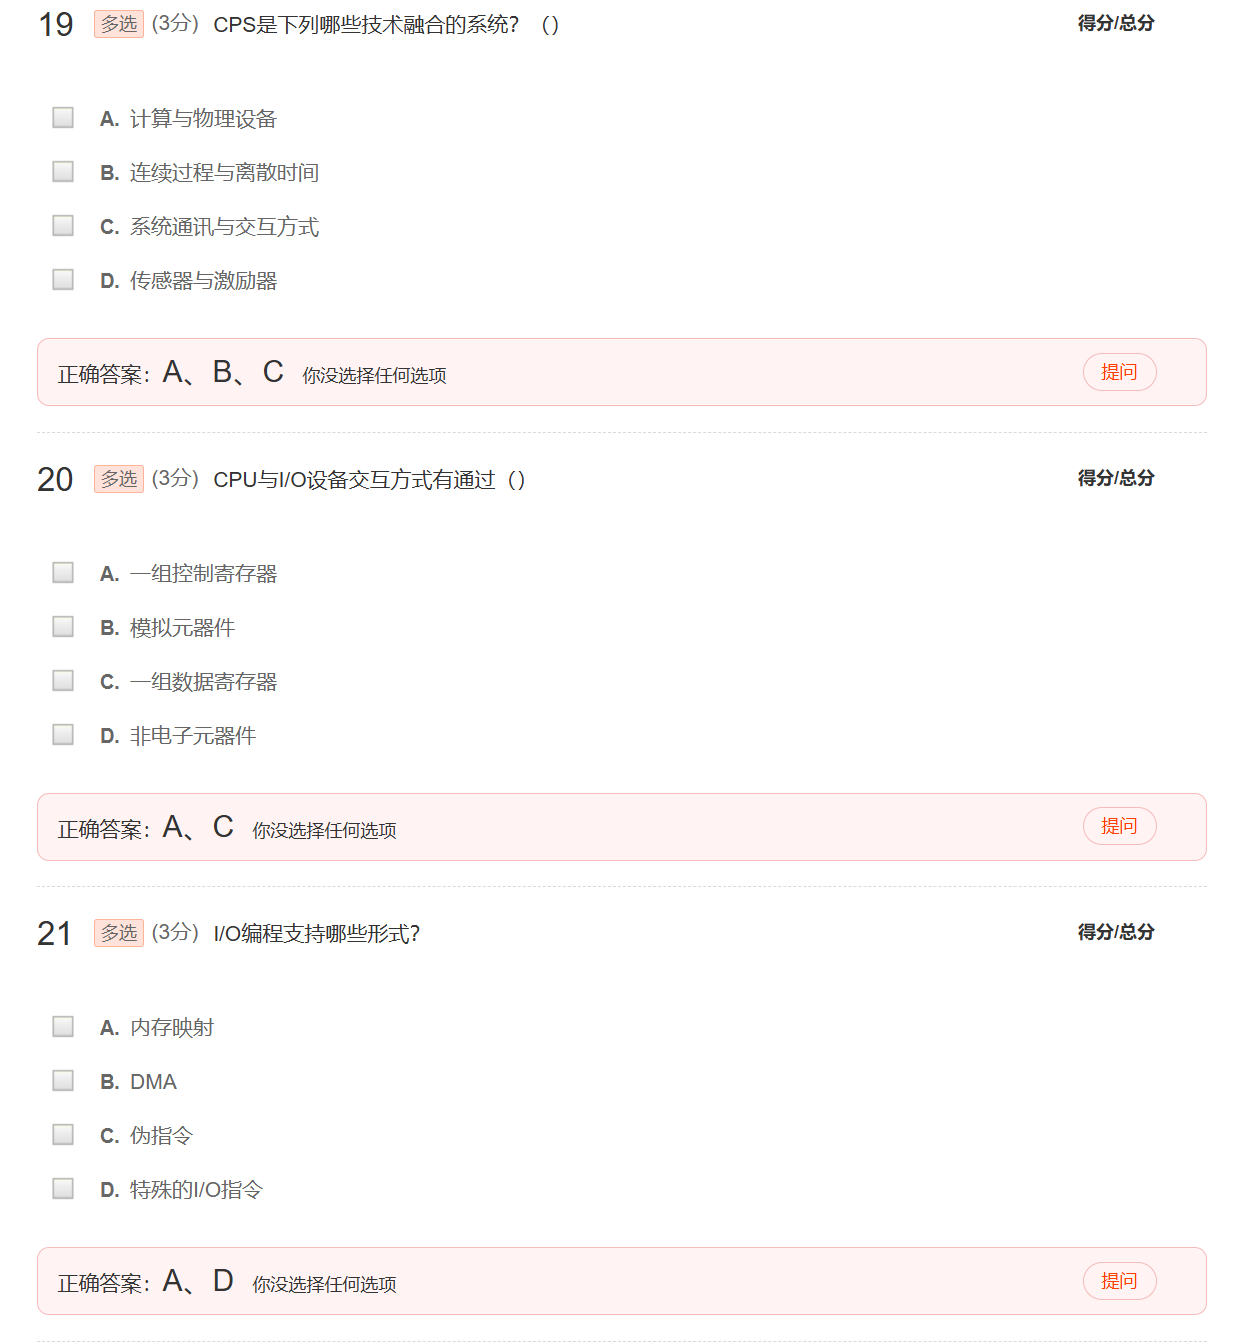 19 多选 (3分) CPS是下列哪些技术融合的系统？（） 得分/总分
A. 计算与物理设备
B. 连续过程与离散时间
C. 系统通讯与交互方式
D. 传感器与激励器
正确答案：A、B、C 你没选择任何选项 提问
20 多选 (3分) CPU与I/O设备交互方式有通过（） 得分/总分
A. 一组控制寄存器
B. 模拟元器件
C. 一组数据寄存器
D. 非电子元器件
正确答案：A、C 你没选择任何选项 提问
21 多选 (3分) I/O编程支持哪些形式？ 得分/总分
A. 内存映射
B. DMA
C. 伪指令
D. 特殊的I/O指令
正确答案：A、D 你没选择任何选项 提问